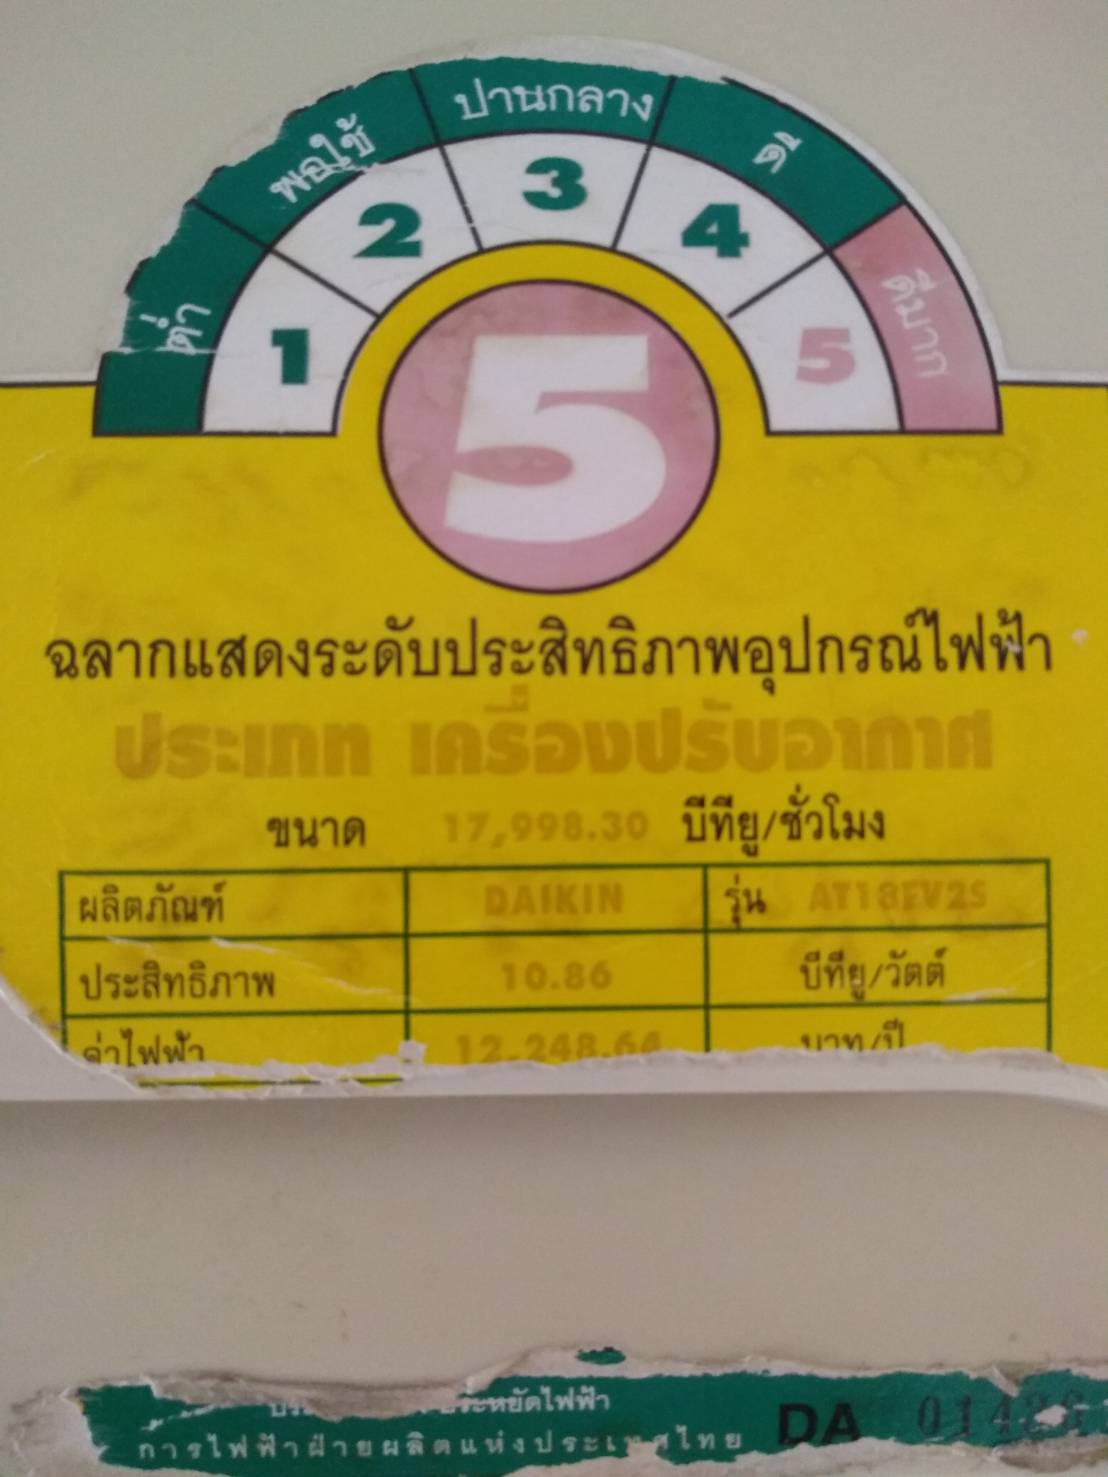 ต่ำ พอใช้ ปานกลาง ดี ดีมาก
1 2 3 4 5
5
ฉลากแสดงระดับประสิทธิภาพอุปกรณ์ไฟฟ้า
ประเภท เครื่องปรับอากาศ
ขนาด 17,998.30 บีทียู/ชั่วโมง
ผลิตภัณฑ์ DAIKIN รุ่น AT18FV2S
ประสิทธิภาพ 10.86 บีทียู/วัตต์
ค่าไฟฟ้า 12,248.64 บาท/ปี
ประหยัดไฟฟ้า
การไฟฟ้าฝ่ายผลิตแห่งประเทศไทย DA